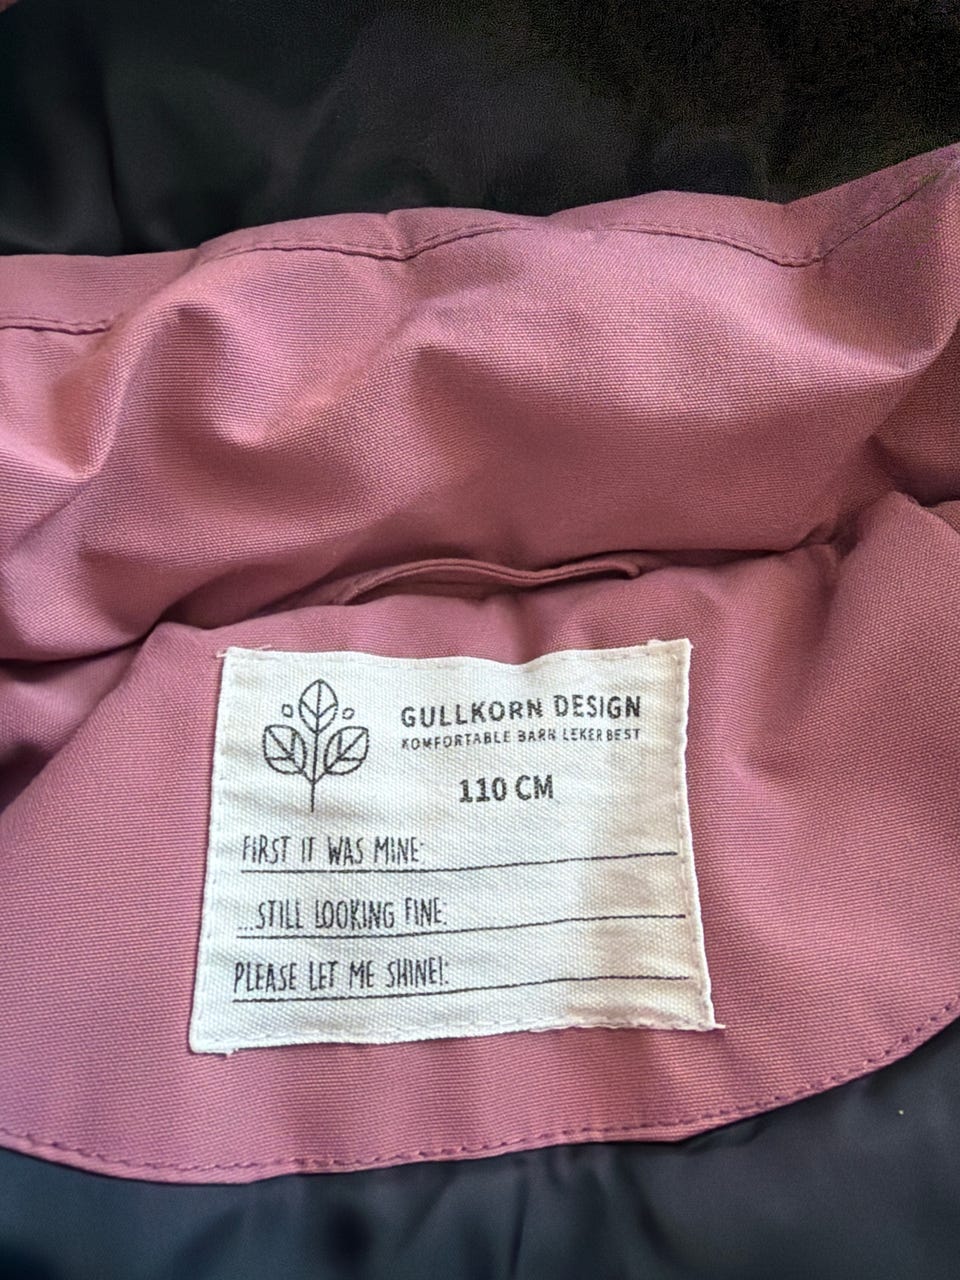 GULLKORN DESIGN
KOMFORTABLE BARN LEKER BEST
110 CM
FIRST IT WAS MINE:
...STILL LOOKING FINE:
PLEASE LET ME SHINE!: